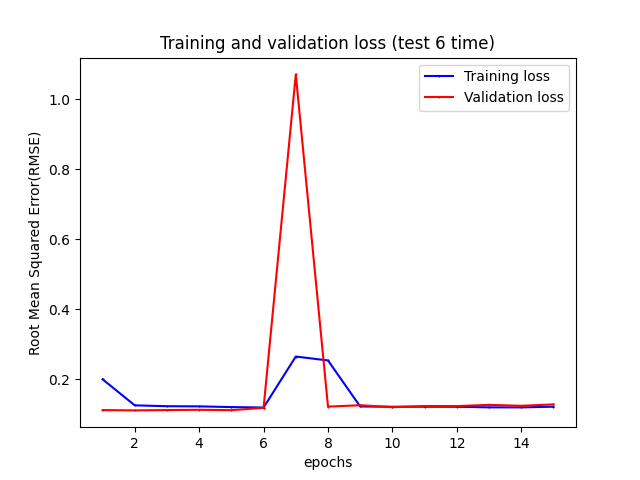 Training and validation loss (test 6 time)
Training loss
Validation loss
1.0
0.8
0.6
0.4
0.2
Root Mean Squared Error(RMSE)
2 4 6 8 10 12 14
epochs